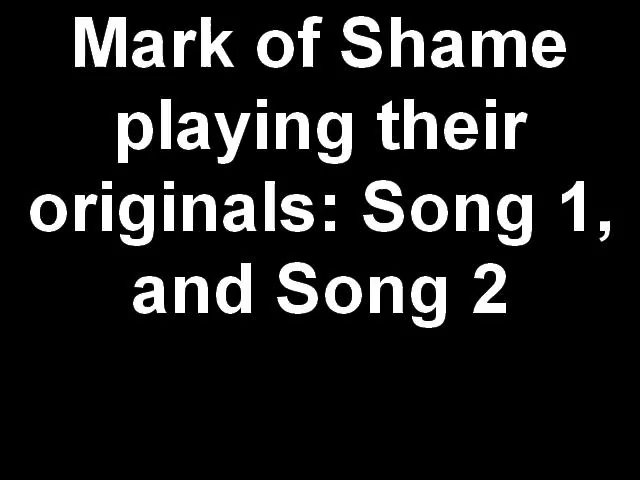 Mark of Shame
playing their
originals: Song 1,
and Song 2